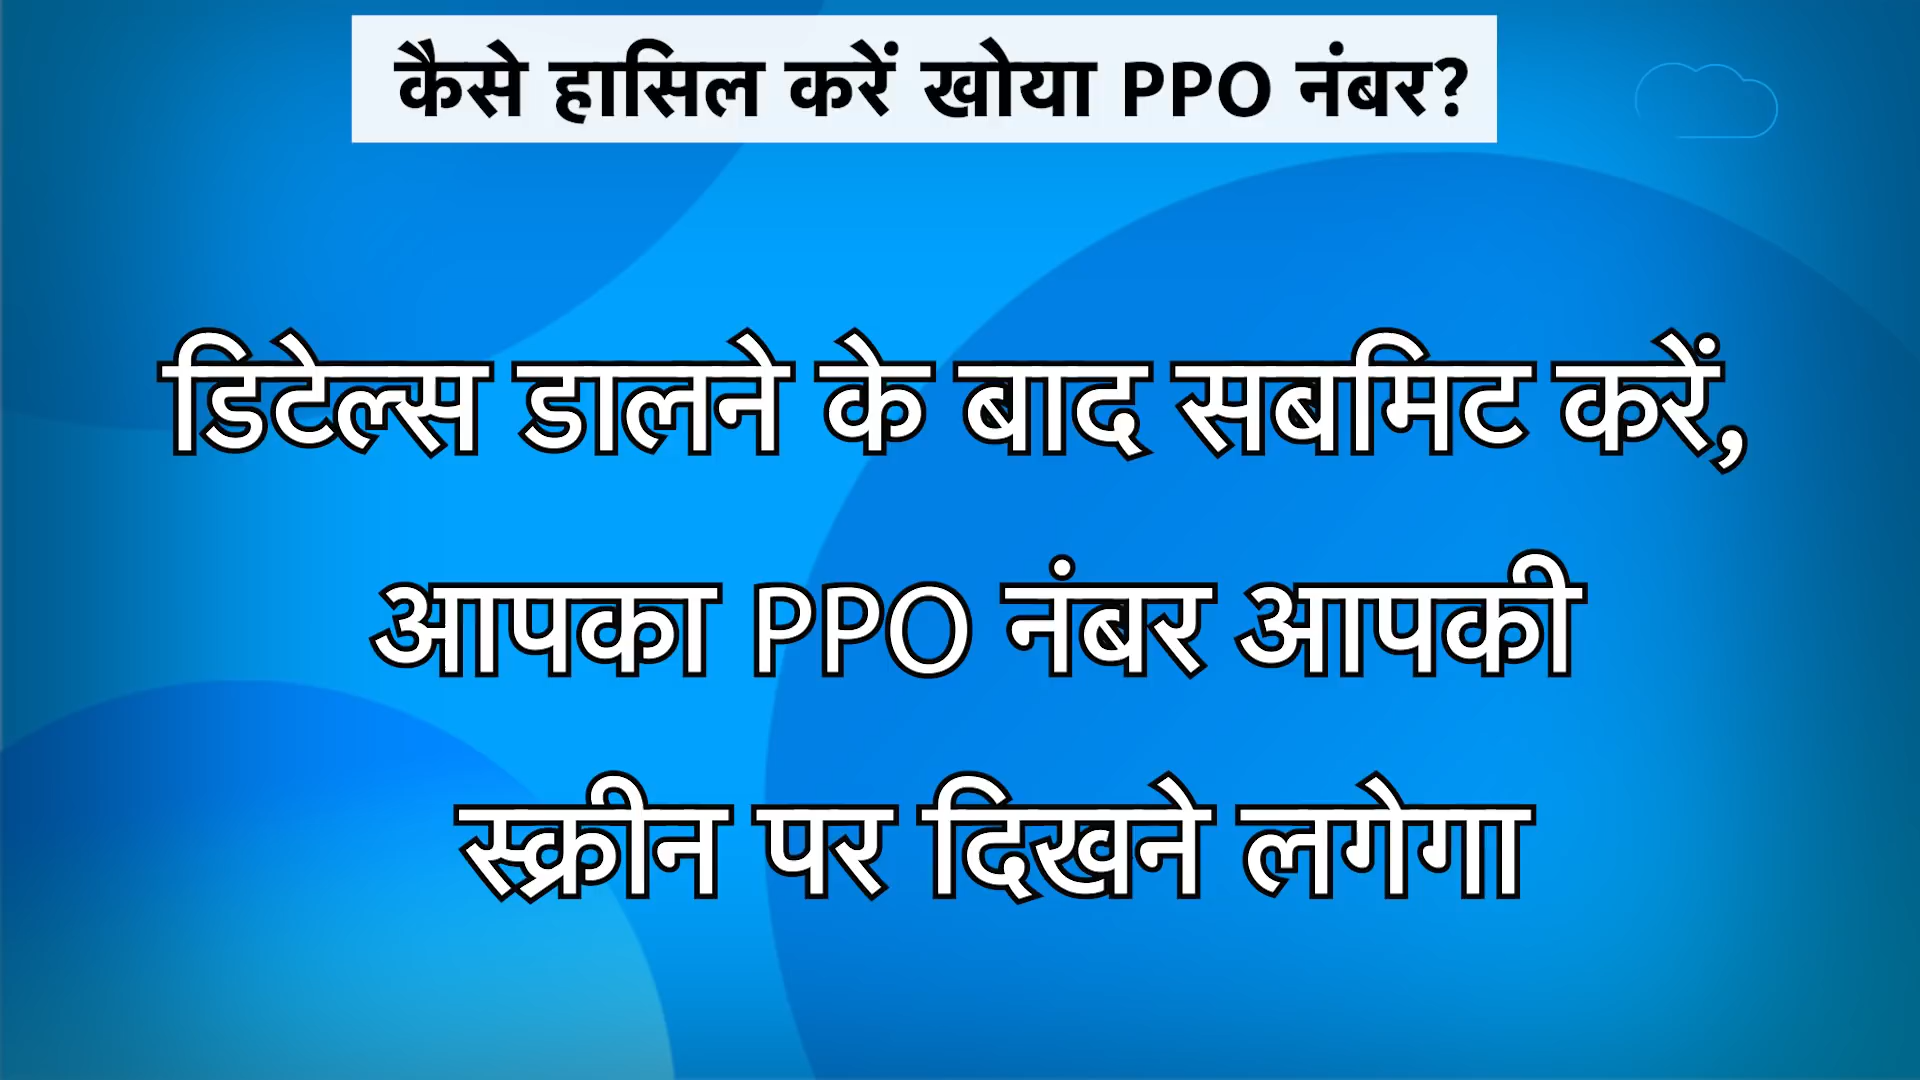 कैसे हासिल करें खोया PPO नंबर?
डिटेल्स डालने के बाद सबमिट करें,
आपका PPO नंबर आपकी
स्क्रीन पर दिखने लगेगा